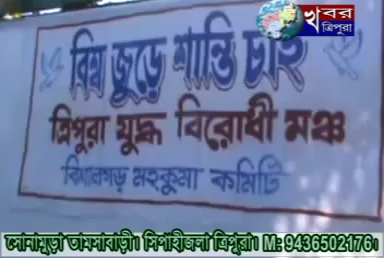 খবর
ত্রিপুরা
বিশ্ব জুড়ে শান্তি চাই
ত্রিপুরা যুদ্ধ বিরোধী মঞ্চ
বিশালগড় মহকুমা কমিটি
সোনামুড়া তামসাবাড়ী। সিপাহীজলা ত্রিপুরা। M: 9436502176।